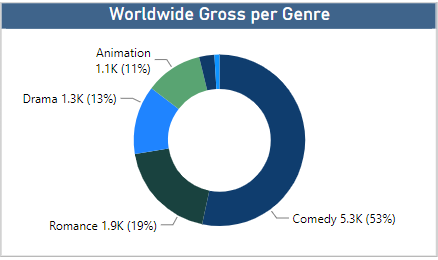 Worldwide Gross per Genre
Animation
1.1K (11%)
Drama 1.3K (13%)
Romance 1.9K (19%)
Comedy 5.3K (53%)